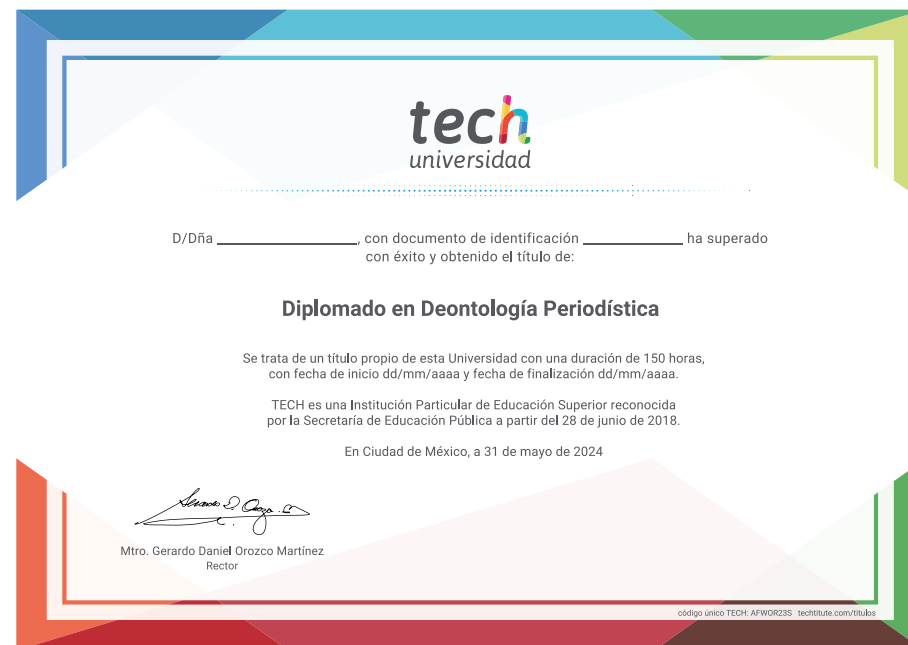 tech
universidad
D/Dña ______________, con documento de identificación __________ ha superado
con éxito y obtenido el título de:
Diplomado en Deontología Periodística
Se trata de un título propio de esta Universidad con una duración de 150 horas,
con fecha de inicio dd/mm/aaaa y fecha de finalización dd/mm/aaaa.
TECH es una Institución Particular de Educación Superior reconocida
por la Secretaría de Educación Pública a partir del 28 de junio de 2018.
En Ciudad de México, a 31 de mayo de 2024
Mtro. Gerardo Daniel Orozco Martínez
Rector
código único TECH: AFWOR23S techtitute.com/titulos